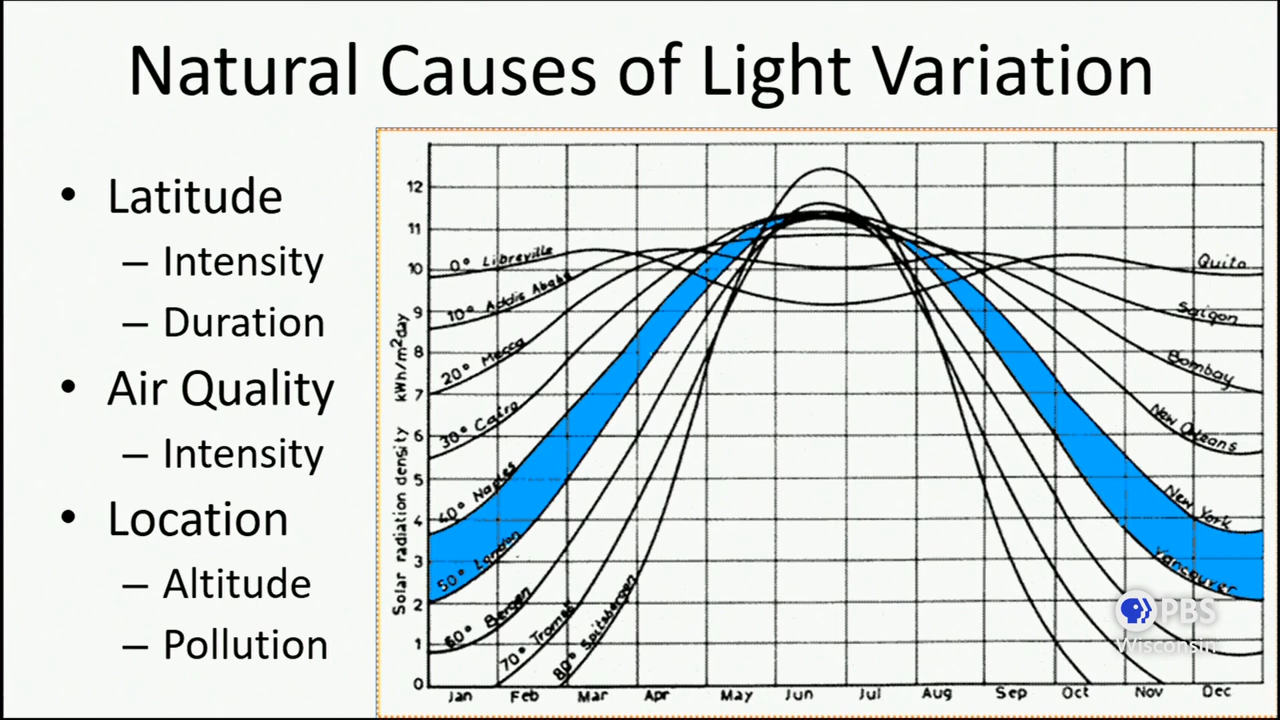 Natural Causes of Light Variation
• Latitude
– Intensity
– Duration
• Air Quality
– Intensity
• Location
– Altitude
– Pollution
Solar radiation density kWh/m²day
12
11
10
9
8
7
6
5
4
3
2
1
0
0° Libreville
10° Addis Ababa
20° Mecca
30° Cairo
40° Naples
50° London
60° Bergen
70° Tromsö
80° Spitsbergen
Quito
Saigon
Bombay
New Orleans
New York
Vancouver
Jan Feb Mar Apr May Jun Jul Aug Sep Oct Nov Dec
PBS
Wisconsin